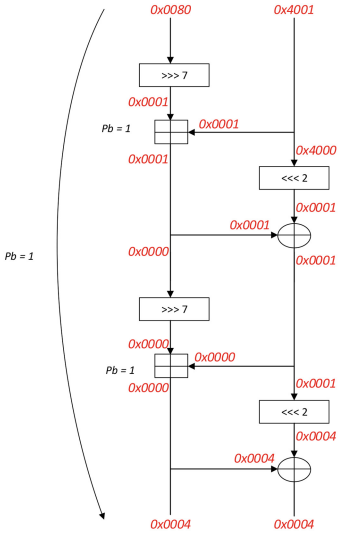 0x0080 0x4001
>>> 7
0x0001
Pb = 1 0x0001
0x0001
0x4000
<<< 2
0x0001
0x0001
Pb = 1 0x0000 0x0001
>>> 7
0x0000
0x0000
Pb = 1
0x0000 0x0001
<<< 2
0x0004
0x0004
0x0004 0x0004